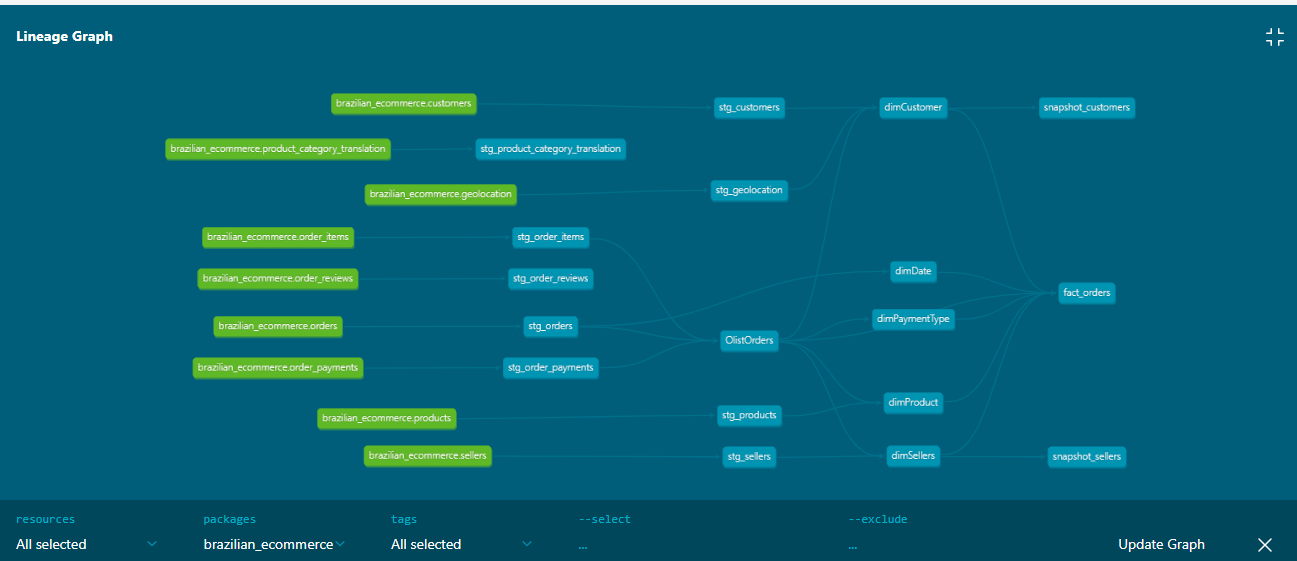 Lineage Graph
brazilian_ecommerce.customers
stg_customers
dimCustomer
snapshot_customers
brazilian_ecommerce.product_category_translation
stg_product_category_translation
brazilian_ecommerce.geolocation
stg_geolocation
brazilian_ecommerce.order_items
stg_order_items
brazilian_ecommerce.order_reviews
stg_order_reviews
dimDate
fact_orders
brazilian_ecommerce.orders
stg_orders
dimPaymentType
OlistOrders
brazilian_ecommerce.order_payments
stg_order_payments
dimProduct
brazilian_ecommerce.products
stg_products
brazilian_ecommerce.sellers
stg_sellers
dimSellers
snapshot_sellers
resources
packages
tags
--select
--exclude
All selected
brazilian_ecommerce
All selected
...
...
Update Graph